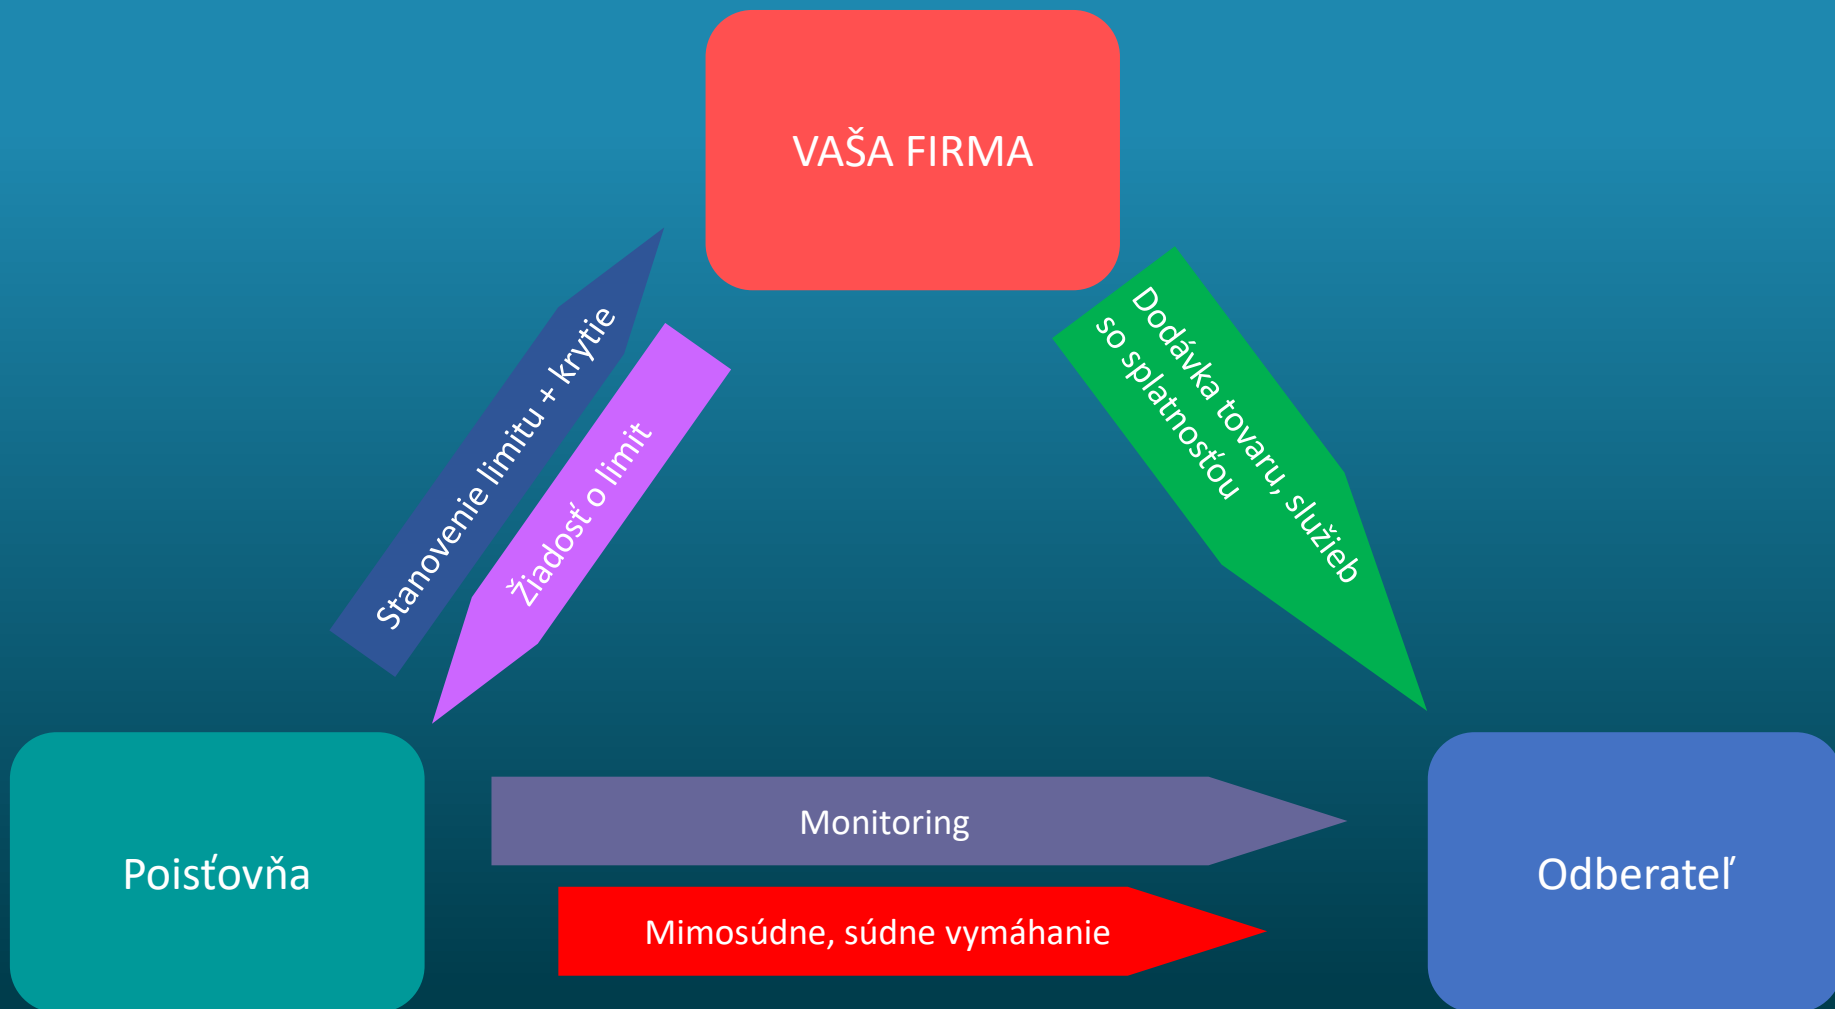 VAŠA FIRMA
Stanovenie limitu + krytie
Žiadosť o limit
Dodávka tovaru, služieb
so splatnosťou
Monitoring
Poisťovňa
Odberateľ
Mimosúdne, súdne vymáhanie